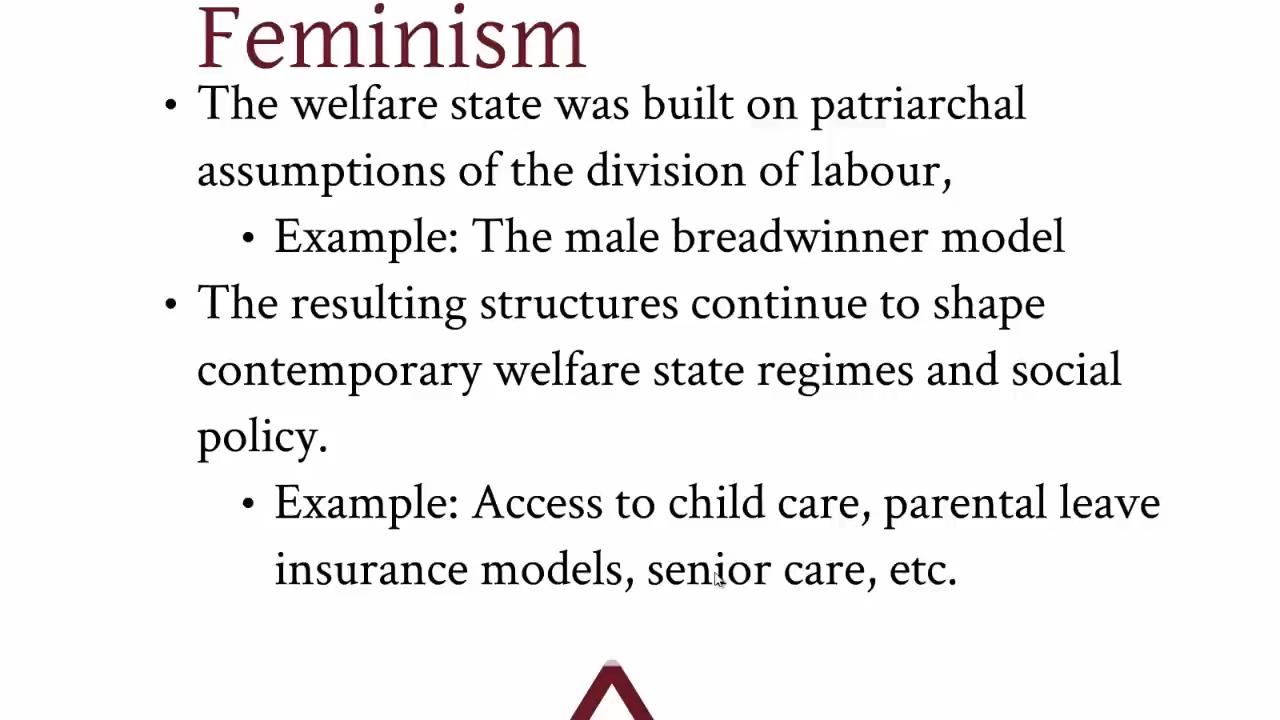 Feminism
• The welfare state was built on patriarchal
assumptions of the division of labour,
• Example: The male breadwinner model
• The resulting structures continue to shape
contemporary welfare state regimes and social
policy.
• Example: Access to child care, parental leave
insurance models, senior care, etc.